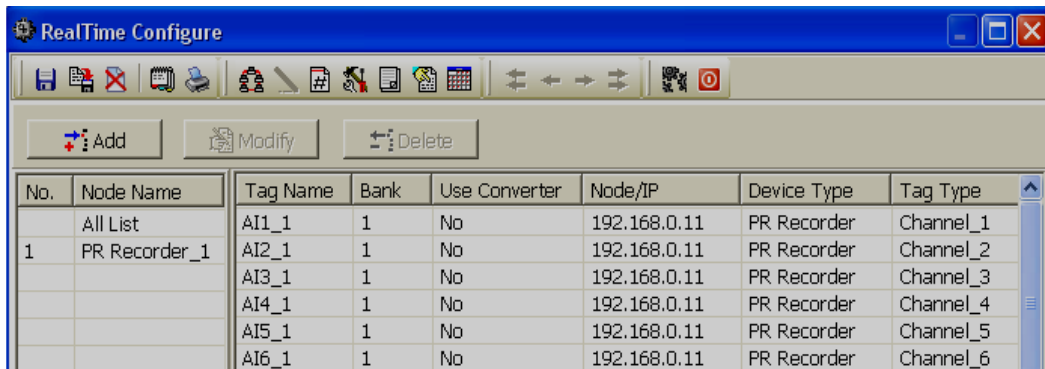 RealTime Configure
Add Modify Delete
No. Node Name Tag Name Bank Use Converter Node/IP Device Type Tag Type
All List AI1_1 1 No 192.168.0.11 PR Recorder Channel_1
1 PR Recorder_1 AI2_1 1 No 192.168.0.11 PR Recorder Channel_2
AI3_1 1 No 192.168.0.11 PR Recorder Channel_3
AI4_1 1 No 192.168.0.11 PR Recorder Channel_4
AI5_1 1 No 192.168.0.11 PR Recorder Channel_5
AI6_1 1 No 192.168.0.11 PR Recorder Channel_6